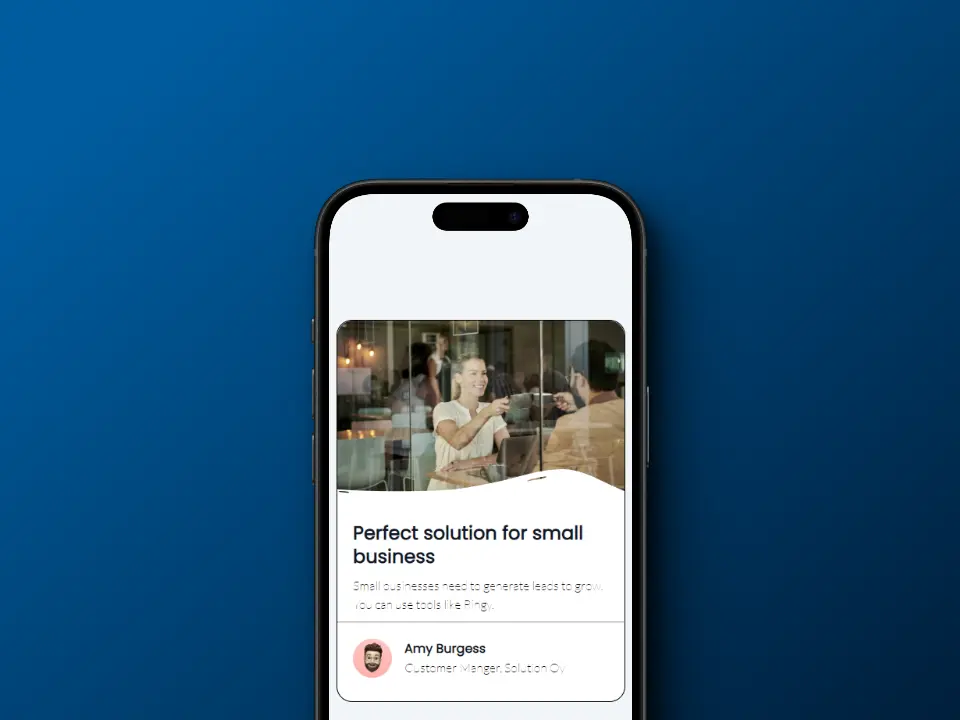 Perfect solution for small
business
Small businesses need to generate leads to grow.
You can use tools like Pingy.
Amy Burgess
Customer Manger, Solution Oy